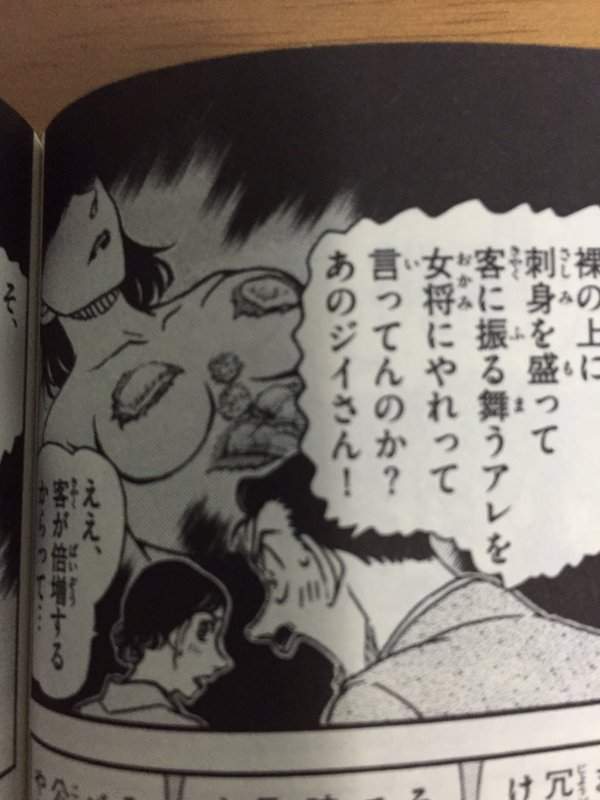 裸の上に
刺身を盛って
客に振る舞うアレを
女将にやれって
言ってんのか？
あのジイさん！
ええ、
客が倍増する
からって…
そ、